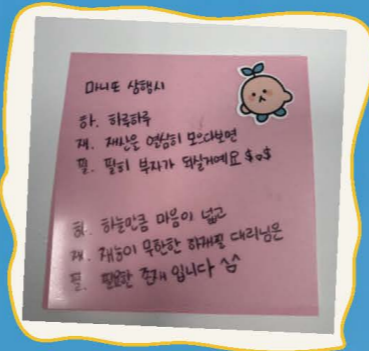 마니또 삼행시
하. 하루하루
재. 재산을 열심히 모으다보면
필. 필히 부자가 되실거예요 $o$
하. 하늘만큼 마음이 넓고
재. 재능이 무한한 하재필 대리님은
필. 필요한 존재 입니다 ^^